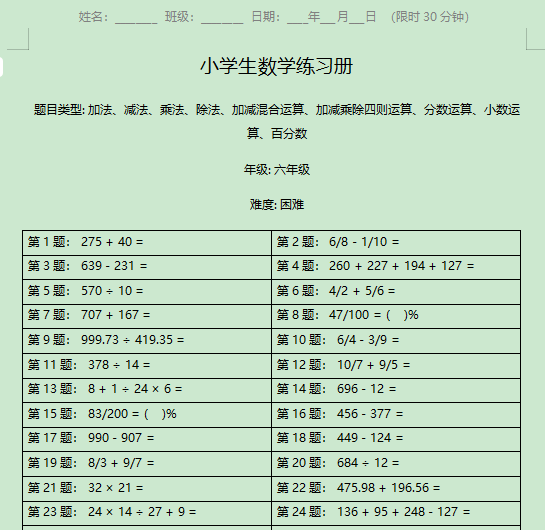 姓名：_______ 班级：_______ 日期：___年___月___日 (限时 30 分钟)
小学生数学练习册
题目类型: 加法、减法、乘法、除法、加减混合运算、加减乘除四则运算、分数运算、小数运
算、百分数
年级: 六年级
难度: 困难
第 1 题： 275 + 40 = 第 2 题： 6/8 - 1/10 =
第 3 题： 639 - 231 = 第 4 题： 260 + 227 + 194 + 127 =
第 5 题： 570 ÷ 10 = 第 6 题： 4/2 + 5/6 =
第 7 题： 707 + 167 = 第 8 题： 47/100 = ( )%
第 9 题： 999.73 ÷ 419.35 = 第 10 题： 6/4 - 3/9 =
第 11 题： 378 ÷ 14 = 第 12 题： 10/7 + 9/5 =
第 13 题： 8 + 1 ÷ 24 × 6 = 第 14 题： 696 - 12 =
第 15 题： 83/200 = ( )% 第 16 题： 456 - 377 =
第 17 题： 990 - 907 = 第 18 题： 449 - 124 =
第 19 题： 8/3 + 9/7 = 第 20 题： 684 ÷ 12 =
第 21 题： 32 × 21 = 第 22 题： 475.98 + 196.56 =
第 23 题： 24 × 14 ÷ 27 + 9 = 第 24 题： 136 + 95 + 248 - 127 =